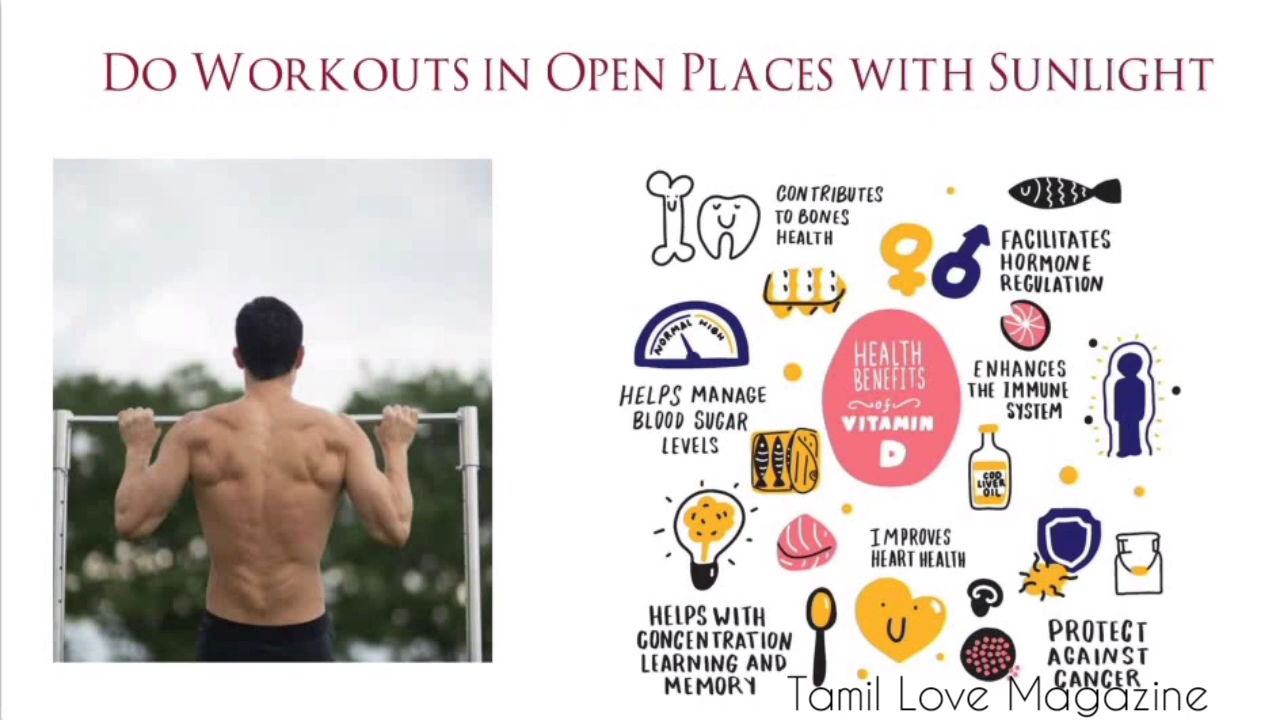 Do Workouts in Open Places with Sunlight
CONTRIBUTES
TO BONES
HEALTH
FACILITATES
HORMONE
REGULATION
NORMAL HIGH
HELPS MANAGE
BLOOD SUGAR
LEVELS
HEALTH
BENEFITS
of
VITAMIN
D
ENHANCES
THE IMMUNE
SYSTEM
COD
LIVER
OIL
IMPROVES
HEART HEALTH
HELPS WITH
CONCENTRATION
LEARNING AND
MEMORY
PROTECT
AGAINST
CANCER
Tamil Love Magazine